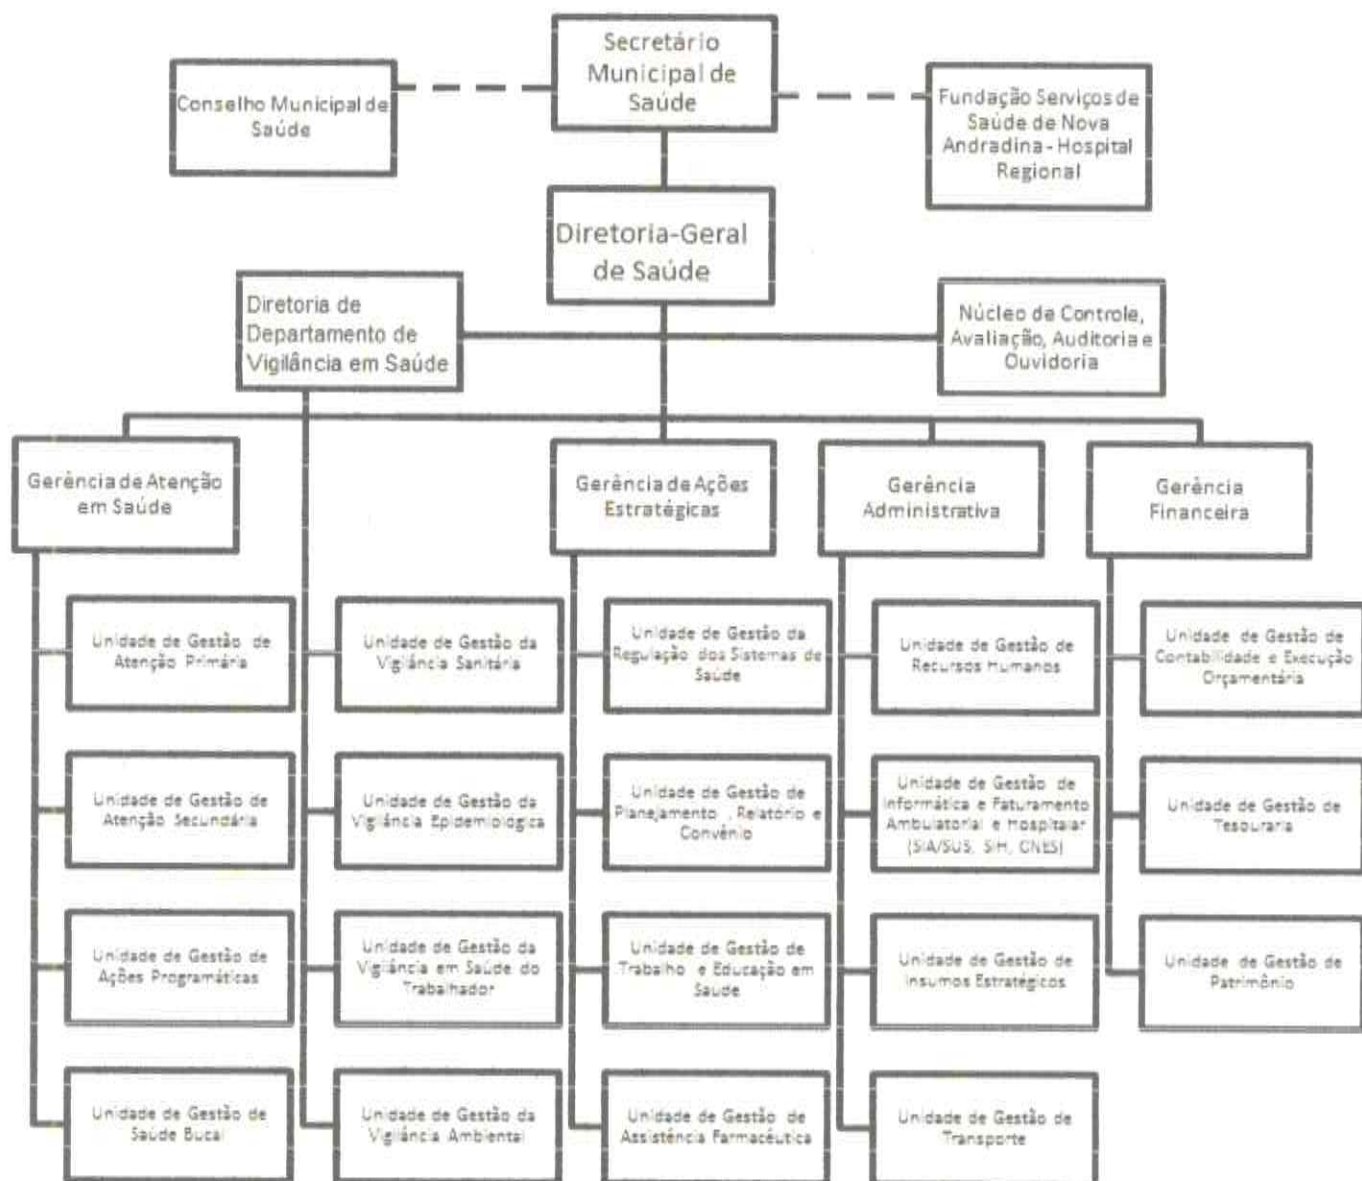 Secretário
Municipal de
Saúde
Conselho Municipal de
Saúde
Fundação Serviços de
Saúde de Nova
Andradina - Hospital
Regional
Diretoria-Geral
de Saúde
Diretoria de
Departamento de
Vigilância em Saúde
Núcleo de Controle,
Avaliação, Auditoria e
Ouvidoria
Gerência de Atenção
em Saúde
Gerência de Ações
Estratégicas
Gerência
Administrativa
Gerência
Financeira
Unidade de Gestão de
Atenção Primária
Unidade de Gestão da
Vigilância Sanitária
Unidade de Gestão da
Regulação dos Sistemas de
Saúde
Unidade de Gestão de
Recursos Humanos
Unidade de Gestão de
Contabilidade e Execução
Orçamentária
Unidade de Gestão de
Atenção Secundária
Unidade de Gestão da
Vigilância Epidemiológica
Unidade de Gestão de
Planejamento , Relatório e
Convênio
Unidade de Gestão de
Informática e Faturamento
Ambulatorial e Hospitalar
(SIA/SUS, SIH, CNES)
Unidade de Gestão de
Tesouraria
Unidade de Gestão de
Ações Programáticas
Unidade de Gestão da
Vigilância em Saúde do
Trabalhador
Unidade de Gestão de
Trabalho e Educação em
Saude
Unidade de Gestão de
Insumos Estratégicos
Unidade de Gestão de
Patrimônio
Unidade de Gestão de
Saúde Bucal
Unidade de Gestão da
Vigilância Ambiental
Unidade de Gestão de
Assistência Farmacêutica
Unidade de Gestão de
Transporte